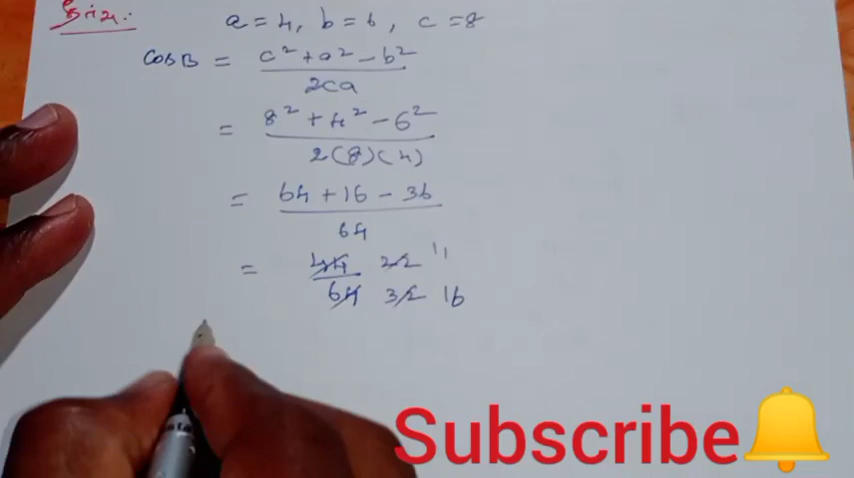 தீர்வு:
a = 4, b = 6, c = 8
cos B = c² + a² - b² / 2ca
= 8² + 4² - 6² / 2(8)(4)
= 64 + 16 - 36 / 64
= 44 22 11 / 64 32 16
Subscribe